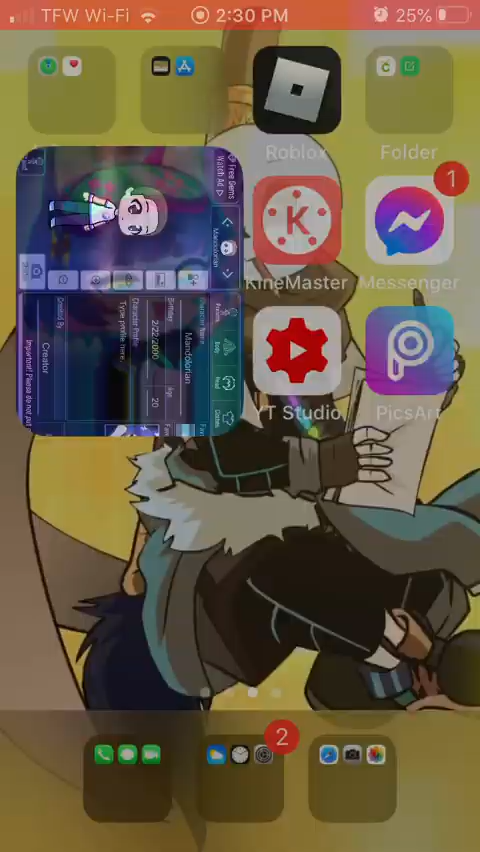 TFW Wi-Fi 2:30 PM 25%
Roblox
Folder
1
K
KineMaster
Messenger
YT Studio
PicsArt
Free Gems
Watch Ad
Mandolorian
Character Name
Mandolorian
Birthday
Age
2/22/2000
20
Character Profile
Type profile here.
Created By
Creator
Important! Please do not put
2